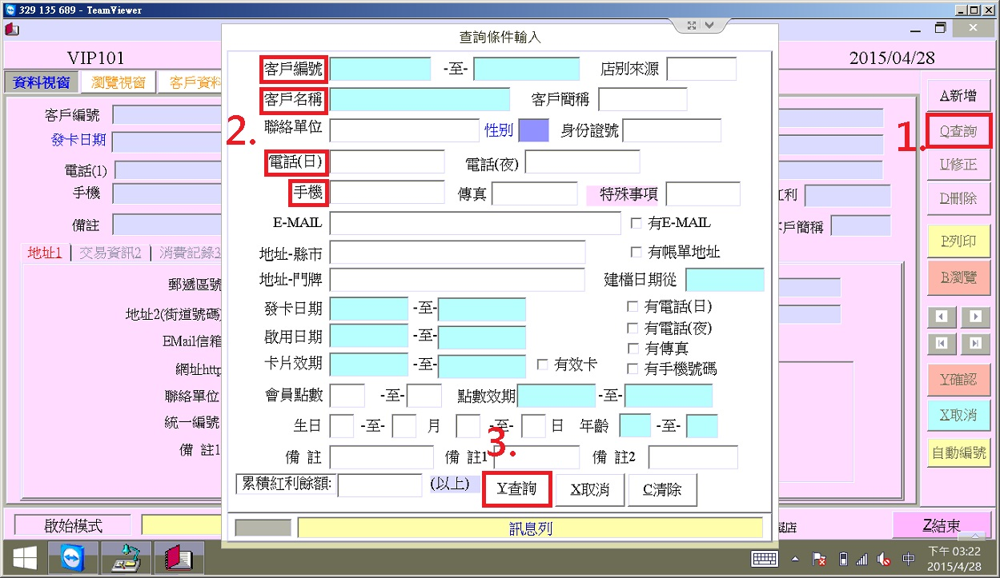 329 135 689 - TeamViewer
查詢條件輸入
VIP101
2015/04/28
資料視窗 瀏覽視窗 客戶資料
客戶編號
發卡日期
電話(1)
手機
備註
地址1 交易資訊2 消費記錄3
郵遞區號
地址2(街道號碼)
EMail信箱
網址http
聯絡單位
統一編號
備 註1
啟始模式
客戶編號 -至- 店別來源
客戶名稱 客戶簡稱
2.
聯絡單位 性別 身份證號
電話(日) 電話(夜)
手機 傳真 特殊事項
E-MAIL 有E-MAIL
地址-縣市 有帳單地址
地址-門牌 建檔日期從
發卡日期 -至- 有電話(日)
啟用日期 -至- 有電話(夜)
有傳真
卡片效期 -至- 有效卡 有手機號碼
會員點數 -至- 點數效期 -至-
生日 -至- 月 -至- 日 年齡 -至-
3.
備 註 備 註1 備 註2
累積紅利餘額: (以上) Y查詢 X取消 C清除
訊息列
紅利
客戶簡稱
A新增
1.
Q查詢
U修正
D刪除
P列印
B瀏覽
Y確認
X取消
自動編號
店
Z結束
中
下午 03:22
2015/4/28